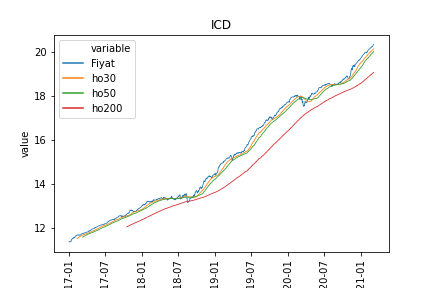 ICD
variable
Fiyat
ho30
ho50
ho200
value
20
18
16
14
12
17-01
17-07
18-01
18-07
19-01
19-07
20-01
20-07
21-01